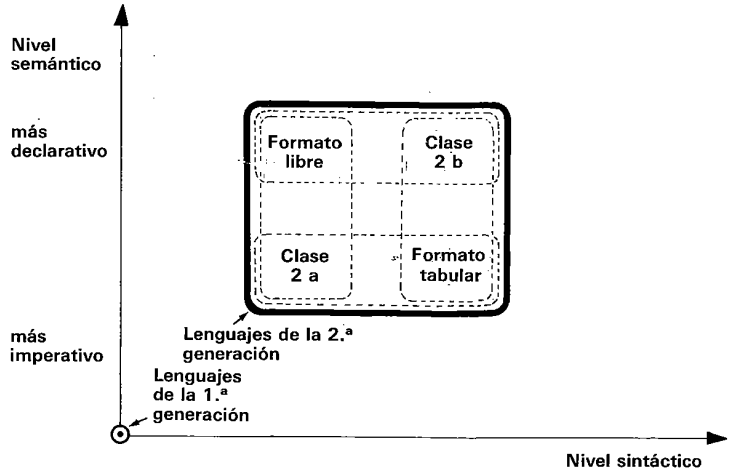 Nivel
semántico
más
declarativo
Formato
libre
Clase
2 b
Clase
2 a
Formato
tabular
más
imperativo
Lenguajes de la 2.ª
generación
Lenguajes
de la 1.ª
generación
Nivel sintáctico